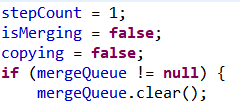 stepCount = 1;
isMerging = false;
copying = false;
if (mergeQueue != null) {
    mergeQueue.clear();